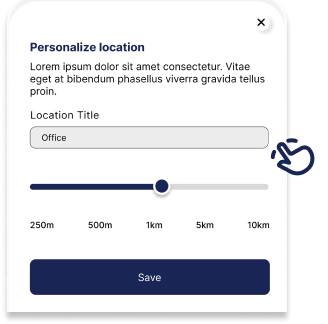 Personalize location
Lorem ipsum dolor sit amet consectetur. Vitae
eget at bibendum phasellus viverra gravida tellus
proin.
Location Title
Office
250m 500m 1km 5km 10km
Save